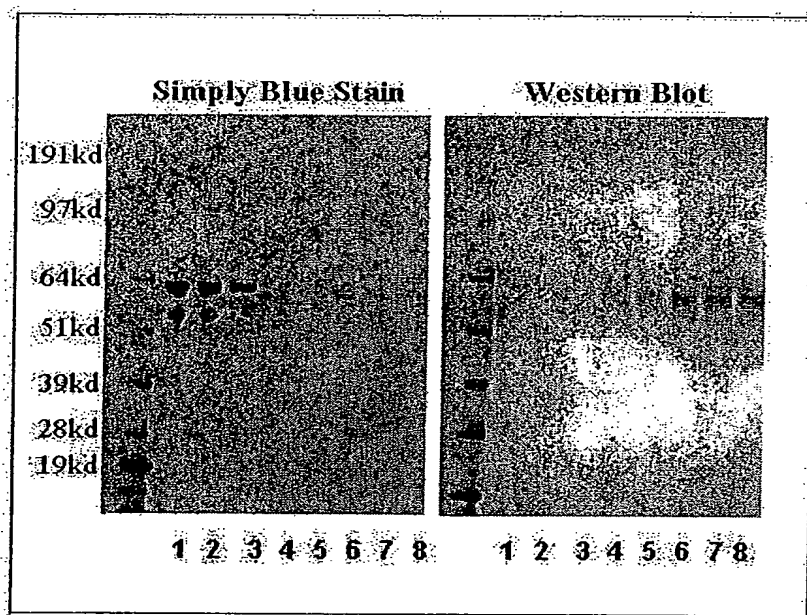 Simply Blue Stain
Western Blot
191kd
97kd
64kd
51kd
39kd
28kd
19kd
1 2 3 4 5 6 7 8
1 2 3 4 5 6 7 8